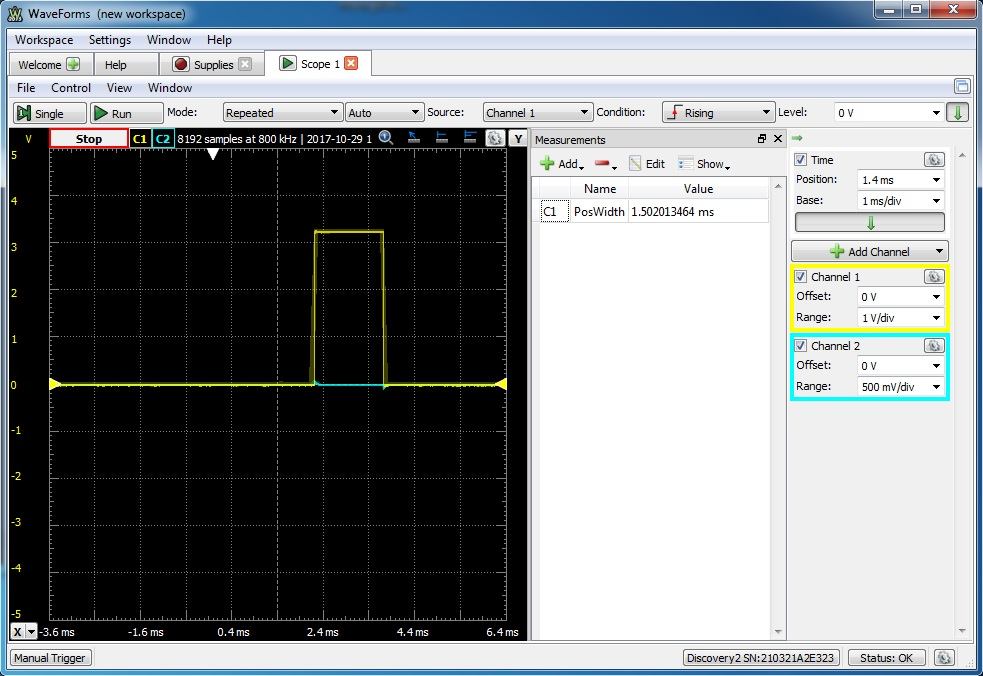 WaveForms (new workspace)
Workspace Settings Window Help
Welcome Help Supplies Scope 1
File Control View Window
Single Run Mode: Repeated Auto Source: Channel 1 Condition: Rising Level: 0 V
V Stop C1 C2 8192 samples at 800 kHz | 2017-10-29 1 Y
Measurements
Add Edit Show
Name Value
C1 PosWidth 1.502013464 ms
5
4
3
2
1
0
-1
-2
-3
-4
-5
X -3.6 ms -1.6 ms 0.4 ms 2.4 ms 4.4 ms 6.4 ms
Time
Position: 1.4 ms
Base: 1 ms/div
Add Channel
Channel 1
Offset: 0 V
Range: 1 V/div
Channel 2
Offset: 0 V
Range: 500 mV/div
Manual Trigger Discovery2 SN:210321A2E323 Status: OK